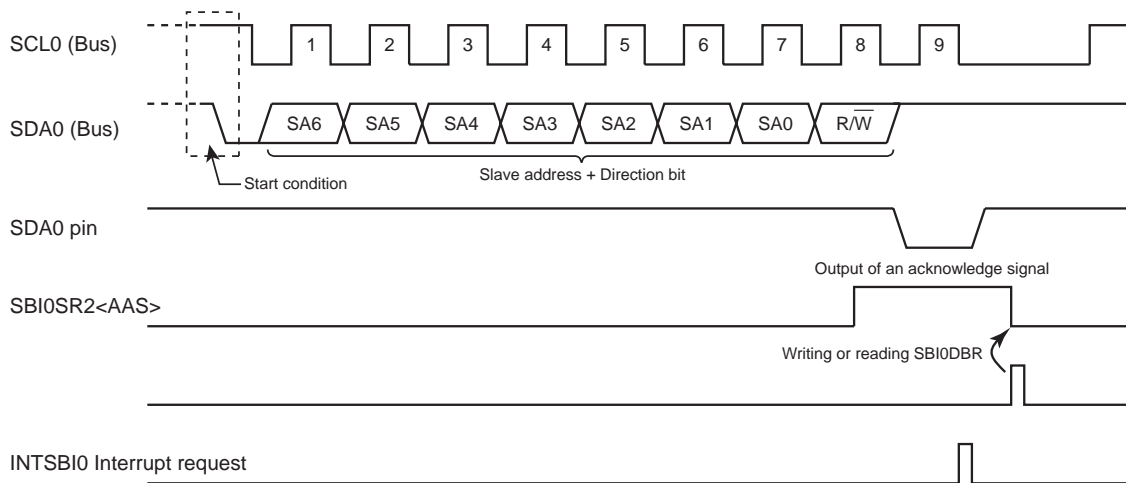 SCL0 (Bus)
1 2 3 4 5 6 7 8 9
SDA0 (Bus)
SA6 SA5 SA4 SA3 SA2 SA1 SA0 R/W̅
Start condition
Slave address + Direction bit
SDA0 pin
Output of an acknowledge signal
SBI0SR2<AAS>
Writing or reading SBI0DBR
INTSBI0 Interrupt request